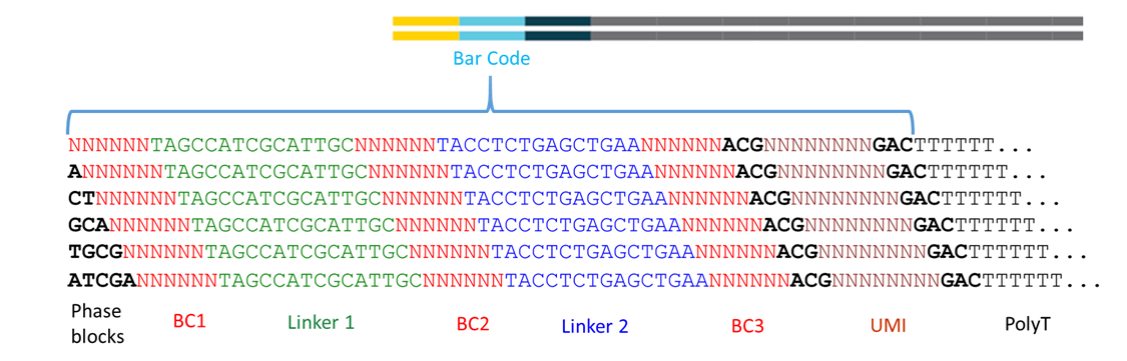 Bar Code
NNNNNNTAGCCATCGCATTGCNNNNNNTACCTCTGAGCTGAANNNNNNACGNNNNNNNNGACTTTTTT...
ANNNNNNTAGCCATCGCATTGCNNNNNNTACCTCTGAGCTGAANNNNNNACGNNNNNNNNGACTTTTTT...
CTNNNNNNTAGCCATCGCATTGCNNNNNNTACCTCTGAGCTGAANNNNNNACGNNNNNNNNGACTTTTTT...
GCANNNNNNTAGCCATCGCATTGCNNNNNNTACCTCTGAGCTGAANNNNNNACGNNNNNNNNGACTTTTTT...
TGCGNNNNNNTAGCCATCGCATTGCNNNNNNTACCTCTGAGCTGAANNNNNNACGNNNNNNNNGACTTTTTT...
ATCGANNNNNNTAGCCATCGCATTGCNNNNNNTACCTCTGAGCTGAANNNNNNACGNNNNNNNNGACTTTTTT...
Phase blocks BC1 Linker 1 BC2 Linker 2 BC3 UMI PolyT